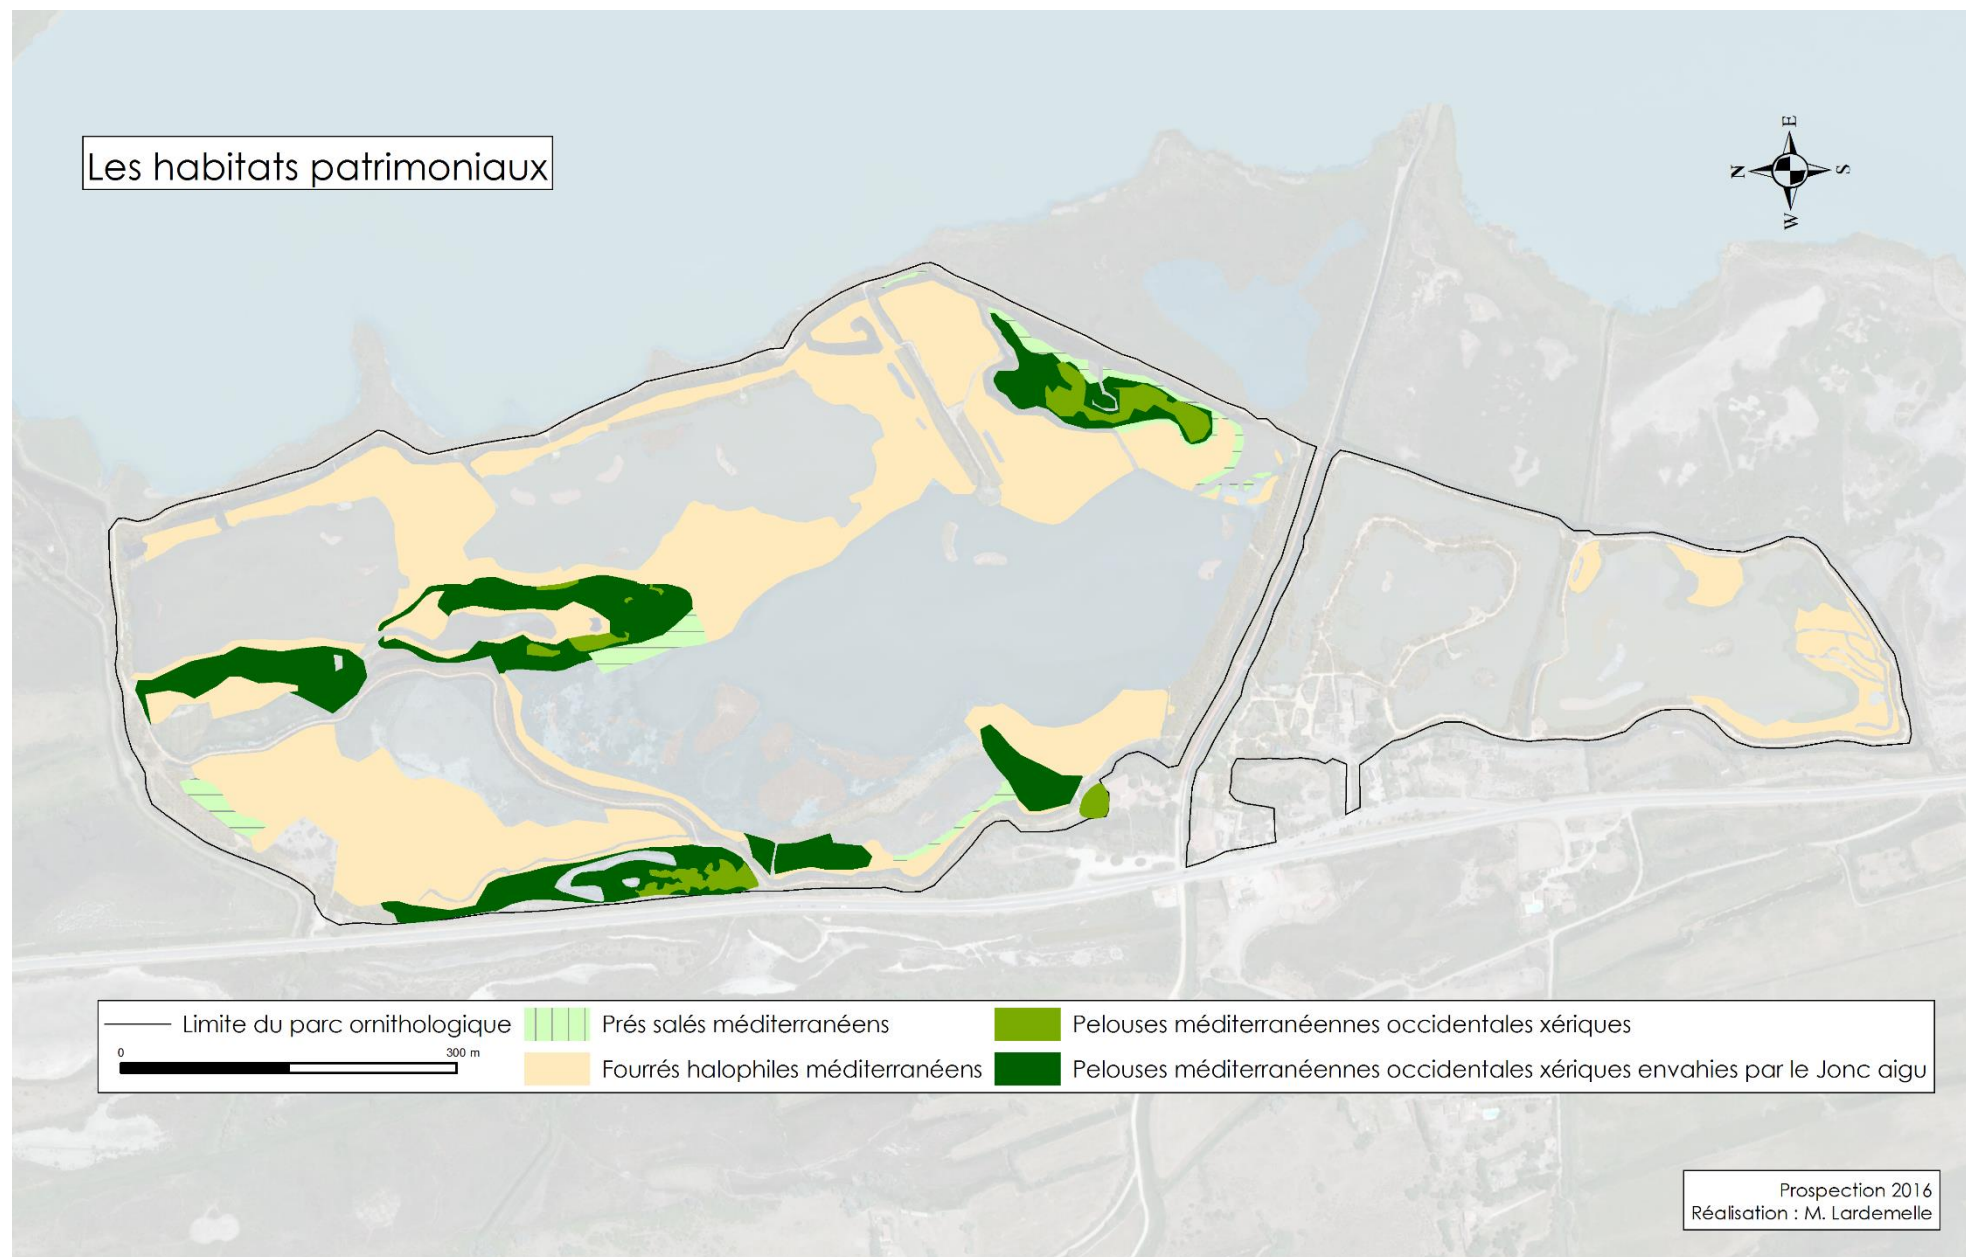 Les habitats patrimoniaux
E
N
S
W
Limite du parc ornithologique
0
300 m
Prés salés méditerranéens
Fourrés halophiles méditerranéens
Pelouses méditerranéennes occidentales xériques
Pelouses méditerranéennes occidentales xériques envahies par le Jonc aigu
Prospection 2016
Réalisation : M. Lardemelle